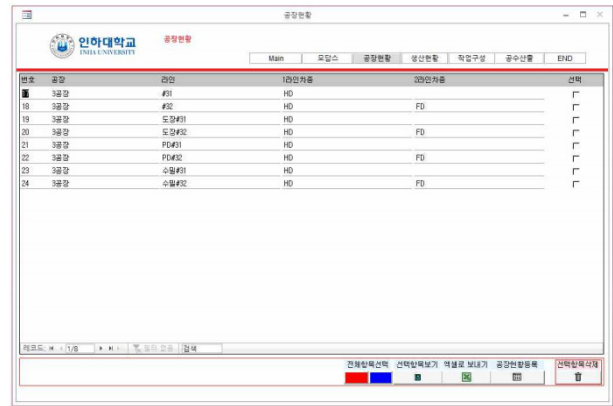 공장현황
인하대학교 공장현황
INHA UNIVERSITY
Main 모답스 공장현황 생산현황 작업구성 공수산출 END
번호 공장 라인 1라인차종 2라인차종 선택
3공장 #31 HD
18 3공장 #32 HD FD
19 3공장 도장#31 HD
20 3공장 도장#32 HD FD
21 3공장 PD#31 HD
22 3공장 PD#32 HD FD
23 3공장 수밀#31 HD
24 3공장 수밀#32 HD FD
레코드: 1/8 필터 없음 검색
전체항목선택 선택항목보기 엑셀로 보내기 공장현황등록 선택항목삭제